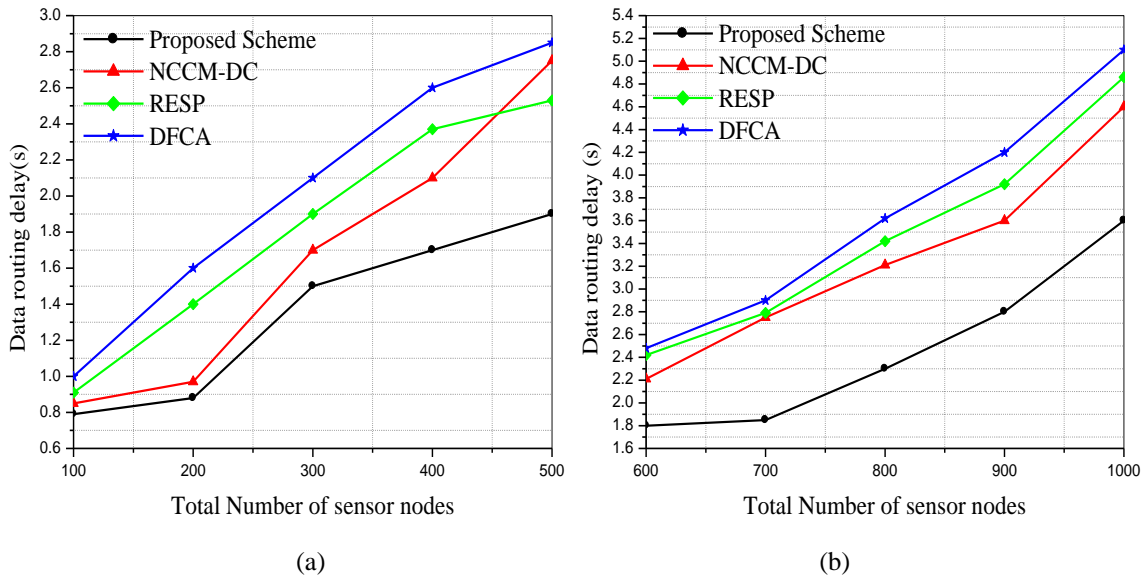 3.0
2.8
2.6
2.4
2.2
2.0
1.8
1.6
1.4
1.2
1.0
0.8
0.6
Data routing delay(s)
Proposed Scheme
NCCM-DC
RESP
DFCA
100 200 300 400 500
Total Number of sensor nodes
(a)
5.4
5.2
5.0
4.8
4.6
4.4
4.2
4.0
3.8
3.6
3.4
3.2
3.0
2.8
2.6
2.4
2.2
2.0
1.8
1.6
Data routing delay (s)
Proposed Scheme
NCCM-DC
RESP
DFCA
600 700 800 900 1000
Total Number of sensor nodes
(b)